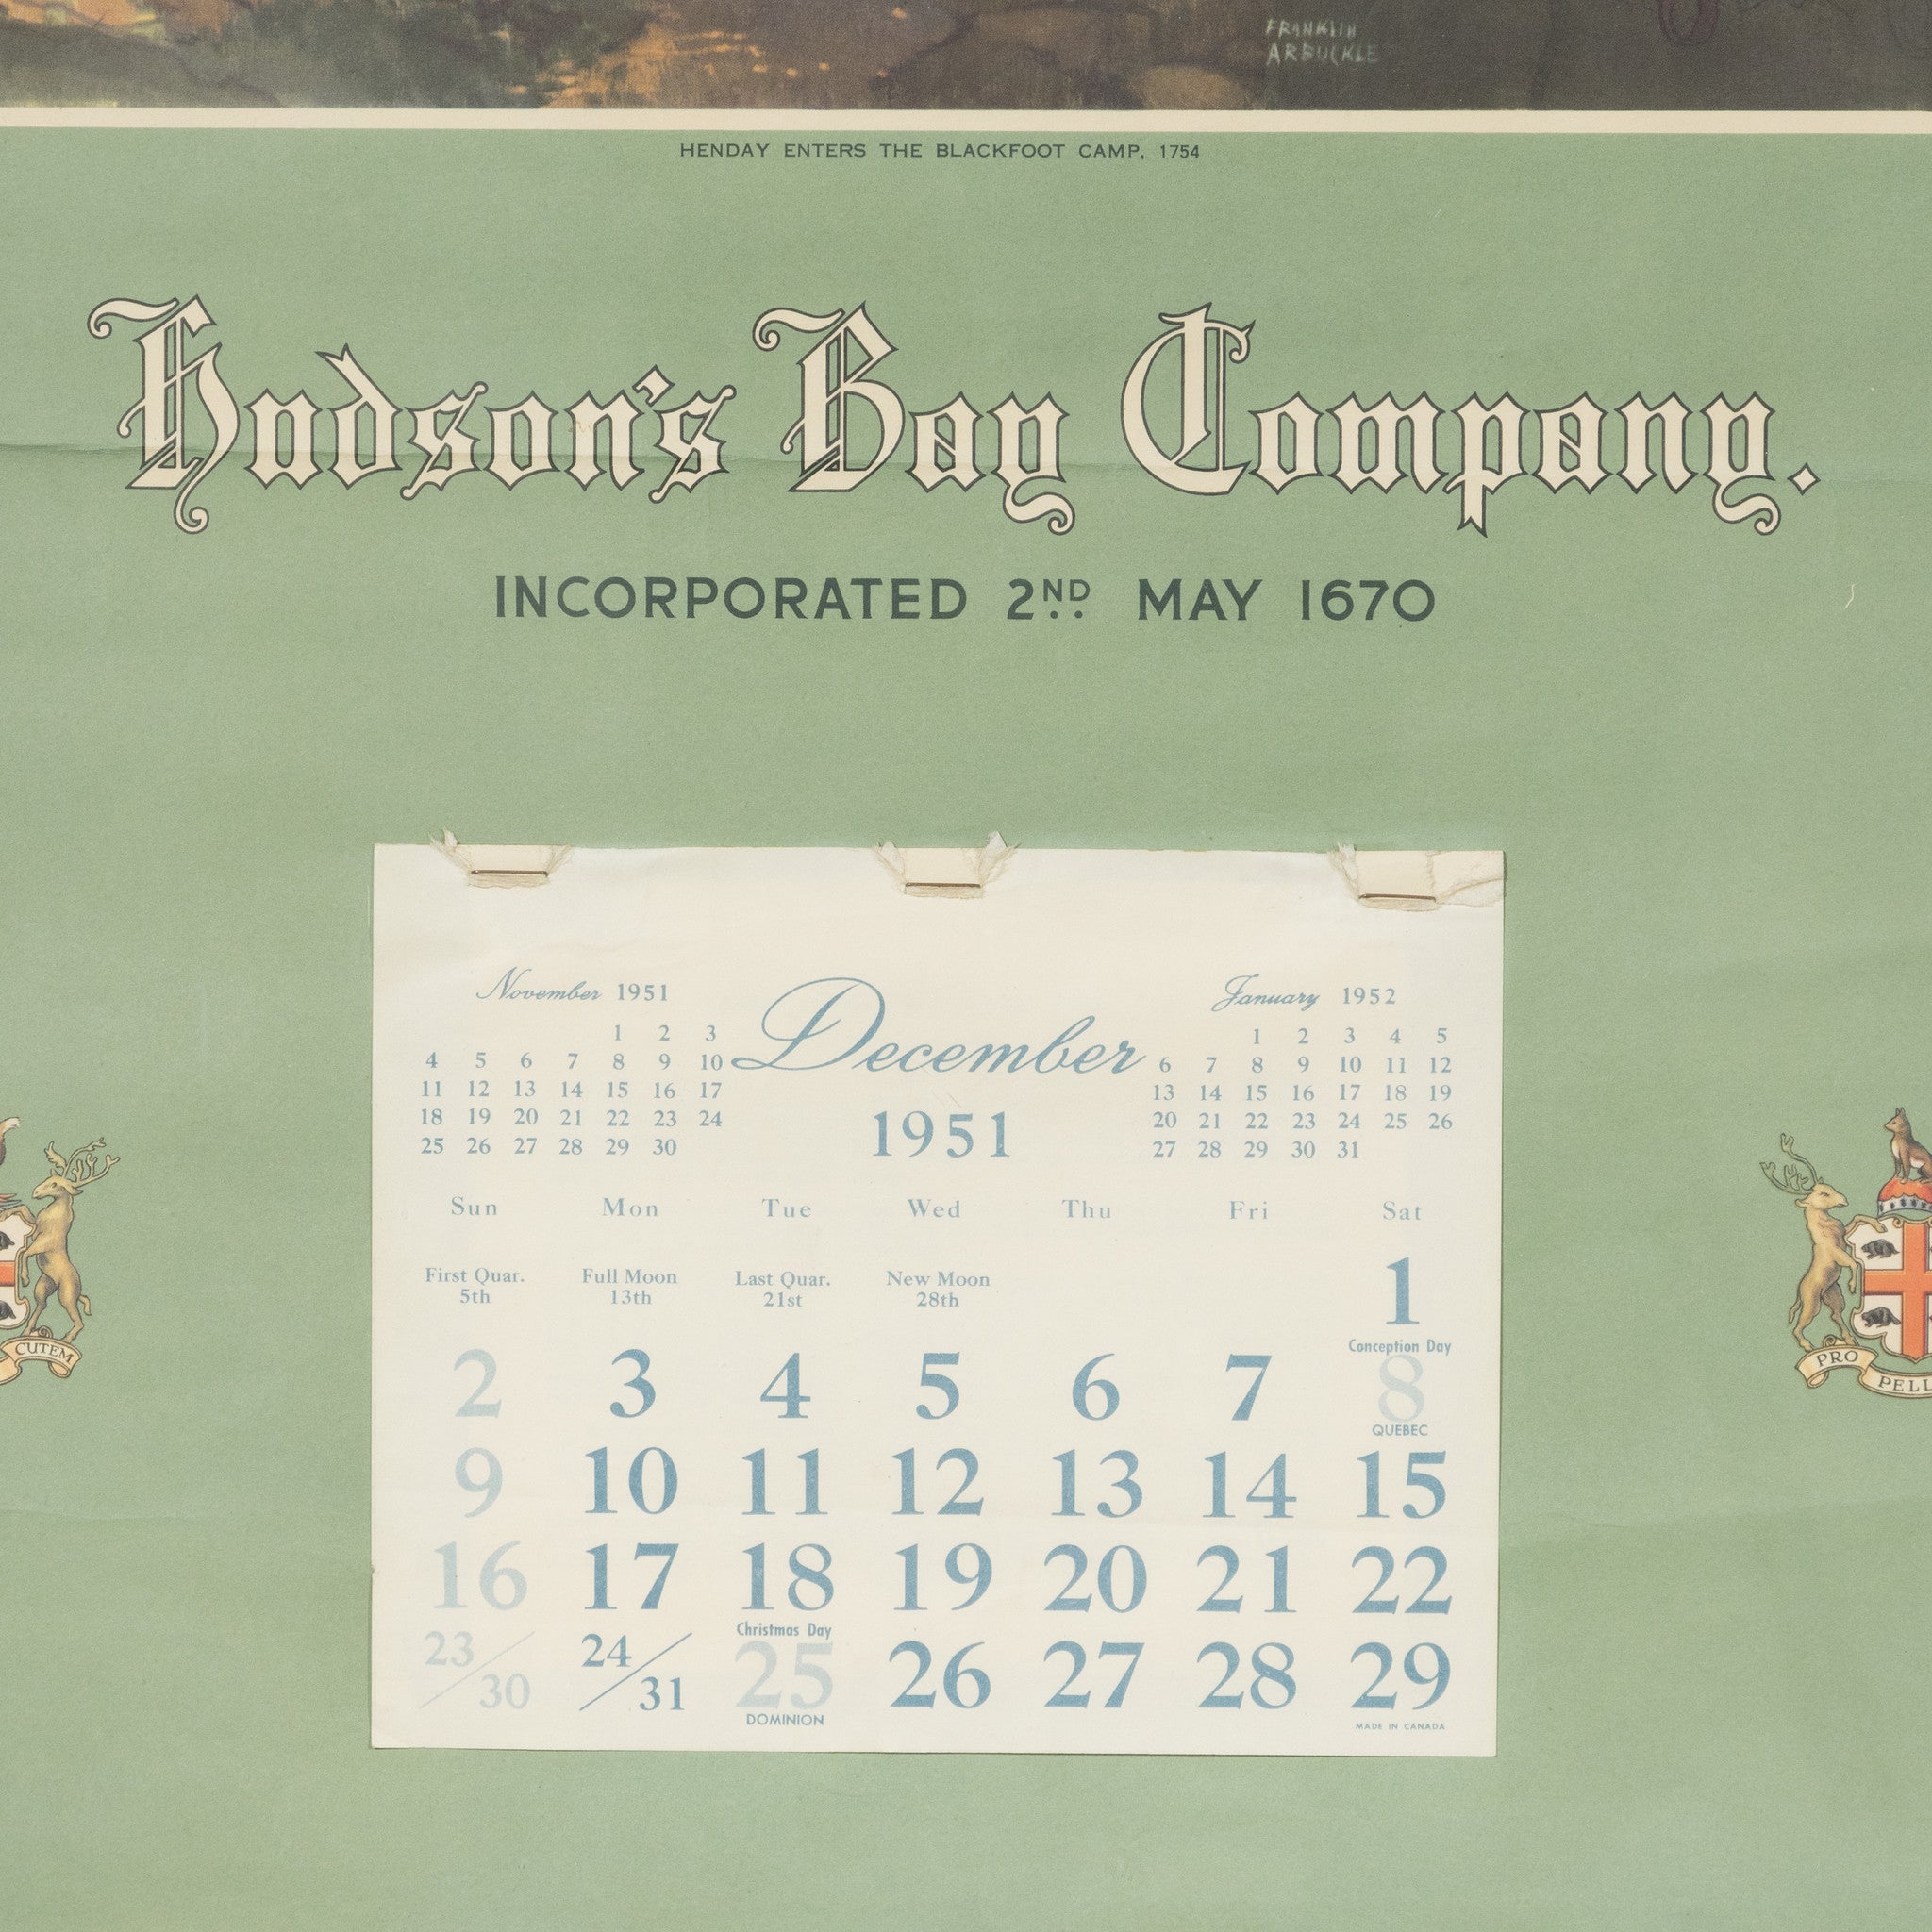 FRANKLIN
ARBUCKLE
HENDAY ENTERS THE BLACKFOOT CAMP, 1754
Hudson's Bay Company.
INCORPORATED 2ND MAY 1670
November 1951
1 2 3
4 5 6 7 8 9 10
11 12 13 14 15 16 17
18 19 20 21 22 23 24
25 26 27 28 29 30
December
1951
January 1952
1 2 3 4 5
6 7 8 9 10 11 12
13 14 15 16 17 18 19
20 21 22 23 24 25 26
27 28 29 30 31
Sun Mon Tue Wed Thu Fri Sat
First Quar. 5th Full Moon 13th Last Quar. 21st New Moon 28th 1
Conception Day
2 3 4 5 6 7 8
QUEBEC
9 10 11 12 13 14 15
16 17 18 19 20 21 22
Christmas Day
23/30 24/31 25 26 27 28 29
DOMINION
MADE IN CANADA
CUTEM
PRO
PELL